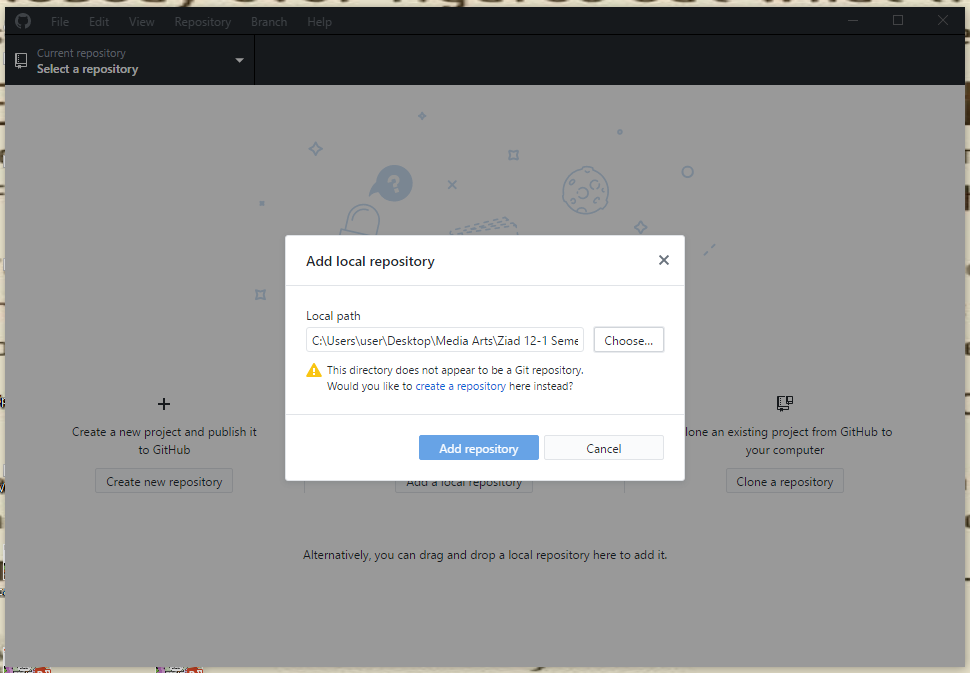 File Edit View Repository Branch Help
Current repository
Select a repository
Add local repository
Local path
C:\Users\user\Desktop\Media Arts\Ziad 12-1 Seme
Choose...
This directory does not appear to be a Git repository.
Would you like to create a repository here instead?
Add repository
Cancel
Create a new project and publish it
to GitHub
Create new repository
Add a local repository
lone an existing project from GitHub to
your computer
Clone a repository
Alternatively, you can drag and drop a local repository here to add it.